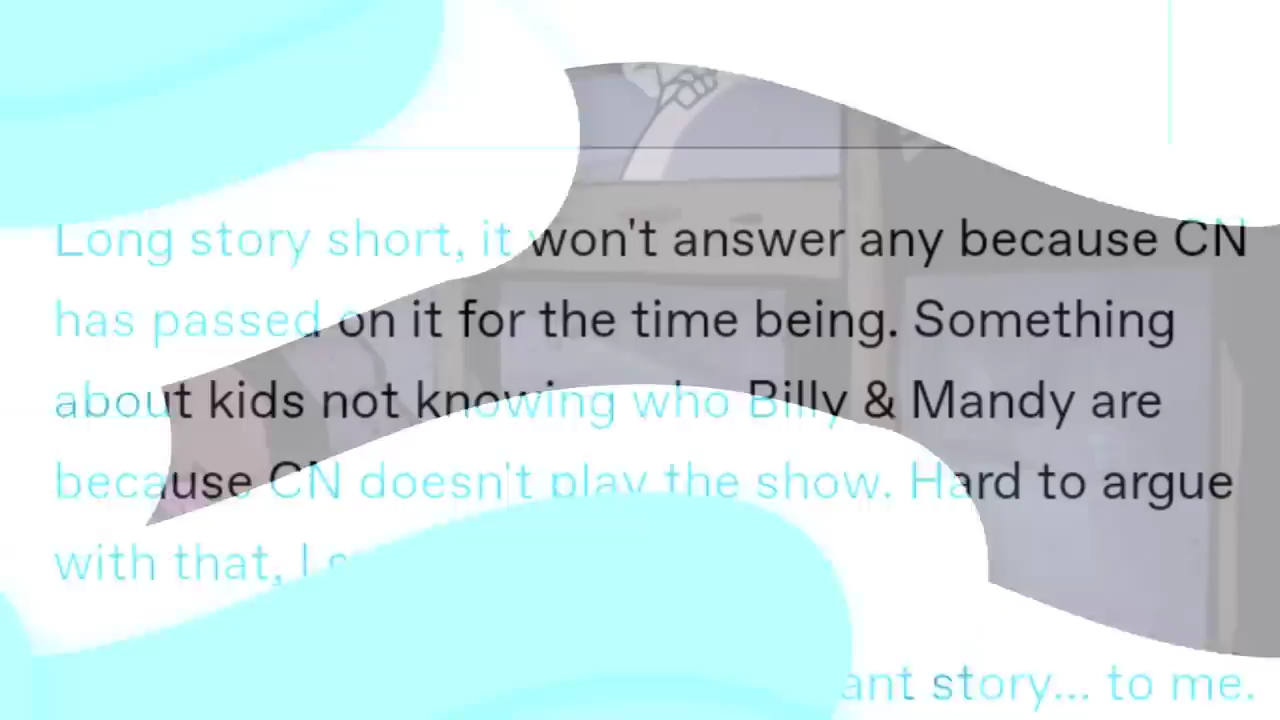 Long story short, it won't answer any because CN
has passed on it for the time being. Something
about kids not knowing who Billy & Mandy are
because CN doesn't play the show. Hard to argue
with that, I
story... to me.